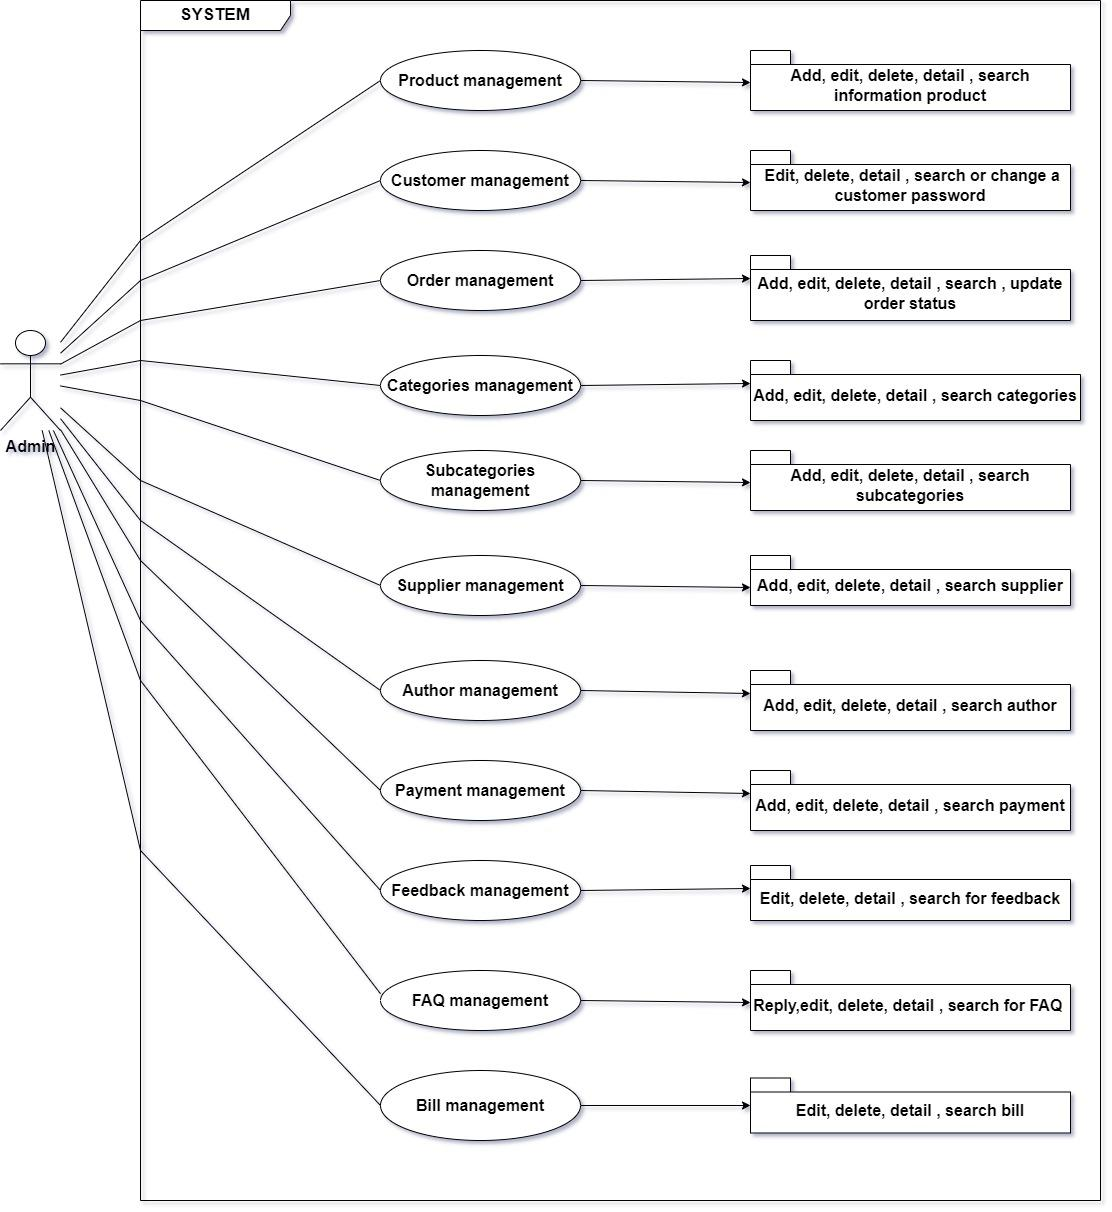 SYSTEM
Product management
Add, edit, delete, detail , search
information product
Customer management
Edit, delete, detail , search or change a
customer password
Order management
Add, edit, delete, detail , search , update
order status
Categories management
Add, edit, delete, detail , search categories
Admin
Subcategories
management
Add, edit, delete, detail , search
subcategories
Supplier management
Add, edit, delete, detail , search supplier
Author management
Add, edit, delete, detail , search author
Payment management
Add, edit, delete, detail , search payment
Feedback management
Edit, delete, detail , search for feedback
FAQ management
Reply,edit, delete, detail , search for FAQ
Bill management
Edit, delete, detail , search bill